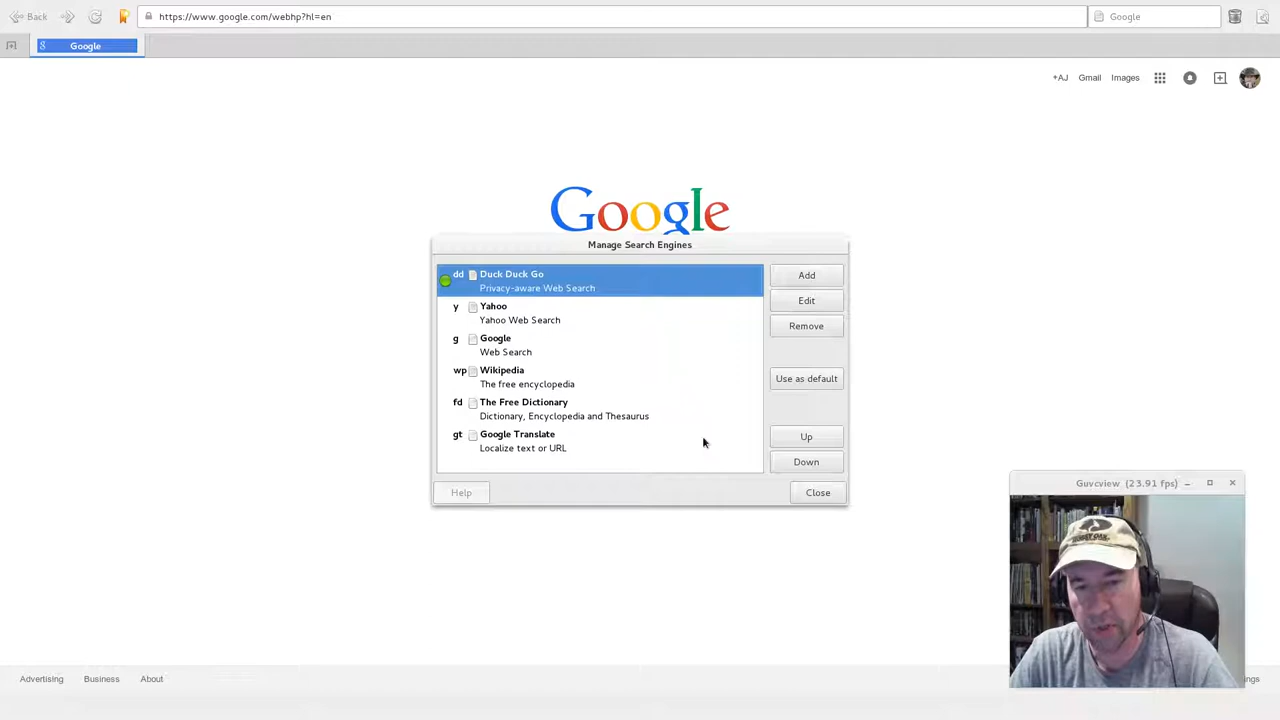 Back
https://www.google.com/webhp?hl=en
Google
Google
+AJ Gmail Images
Google
Manage Search Engines
dd Duck Duck Go
Privacy-aware Web Search
y Yahoo
Yahoo Web Search
g Google
Web Search
wp Wikipedia
The free encyclopedia
fd The Free Dictionary
Dictionary, Encyclopedia and Thesaurus
gt Google Translate
Localize text or URL
Add
Edit
Remove
Use as default
Up
Down
Help
Close
Guvcview (23.91 fps)
MOSSY OAK
Advertising Business About
ngs